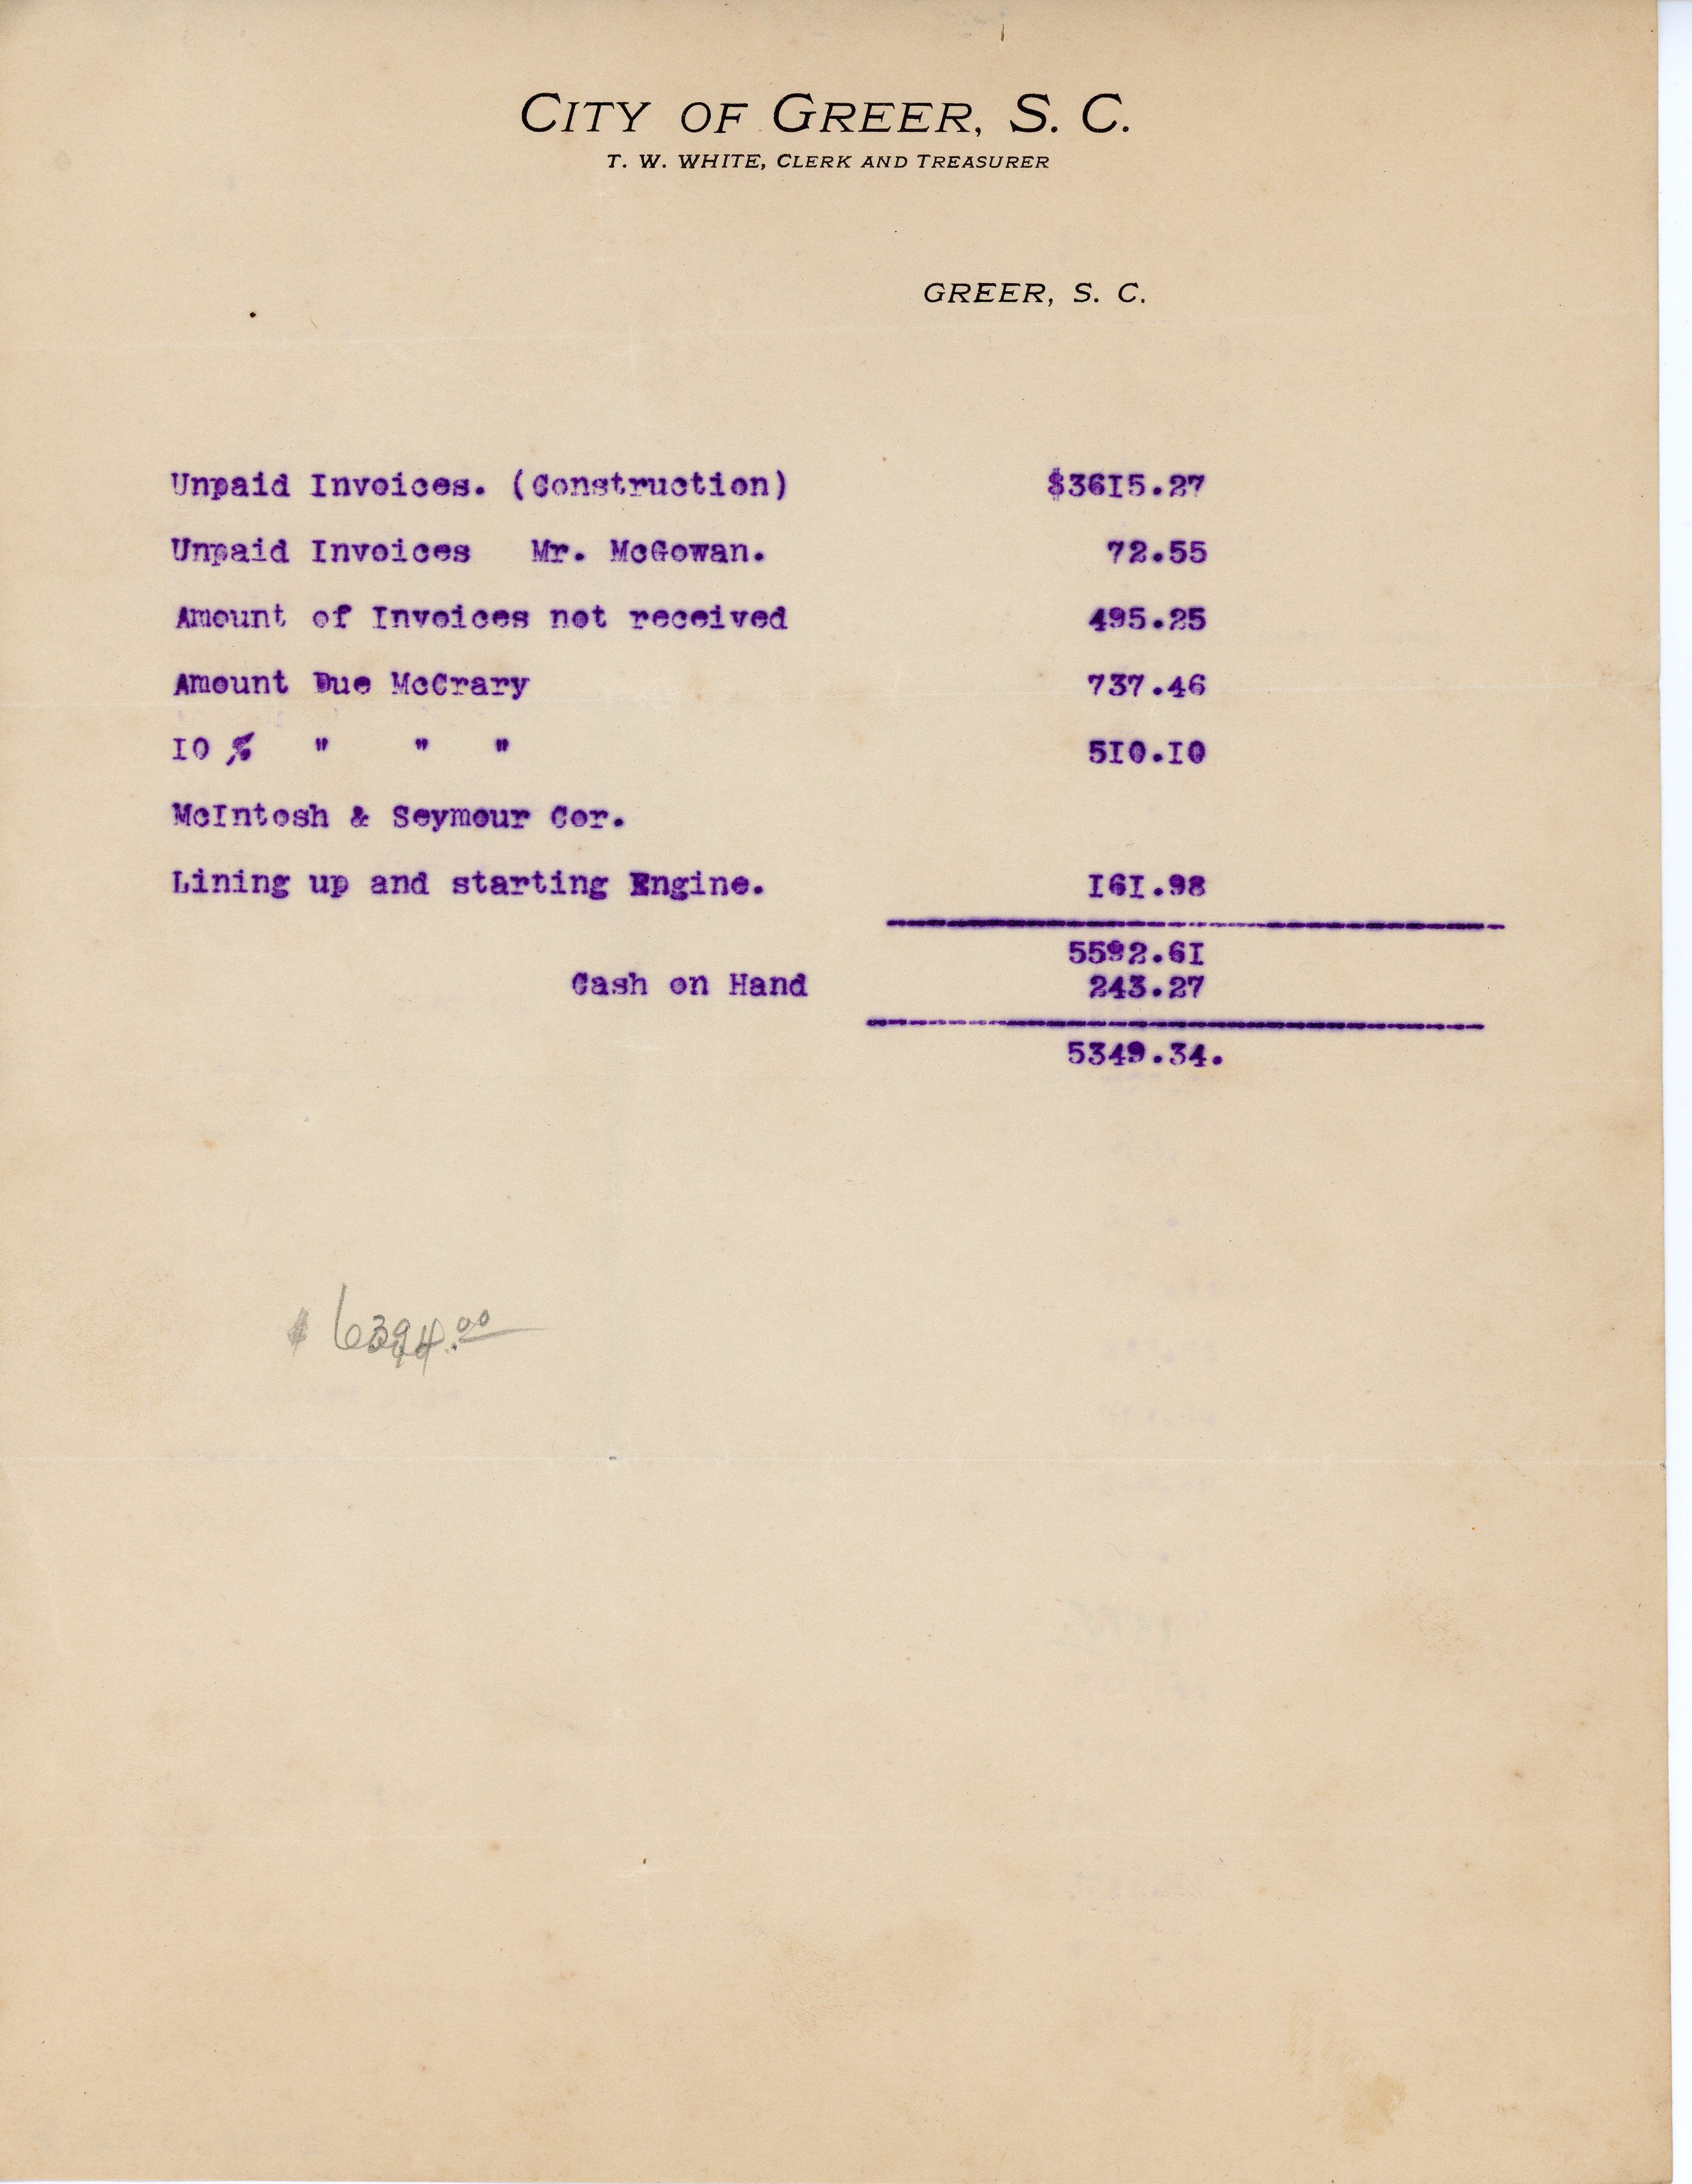 CITY OF GREER, S. C.
T. W. WHITE, CLERK AND TREASURER
GREER, S. C.
Unpaid Invoices. (Construction) $3615.27
Unpaid Invoices Mr. McGowan. 72.55
Amount of Invoices not received 495.25
Amount Due McCrary 737.46
10 % " " " 510.10
McIntosh & Seymour Cor.
Lining up and starting Engine. 161.98
5592.61
Cash on Hand 243.27
5349.34.
$ 6394.00